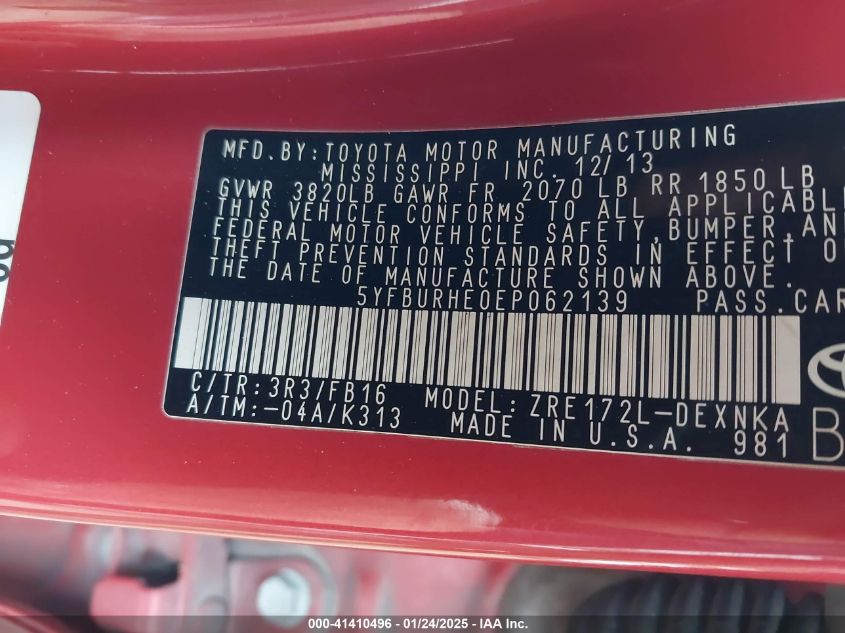 MFD. BY: TOYOTA MOTOR MANUFACTURING
MISSISSIPPI INC. 12/13
GVWR 3820LB GAWR FR 2070 LB RR 1850 LB
THIS VEHICLE CONFORMS TO ALL APPLICABL
FEDERAL MOTOR VEHICLE SAFETY, BUMPER, AN
THEFT PREVENTION STANDARDS IN EFFECT O
THE DATE OF MANUFACTURE SHOWN ABOVE.
5YFBURHE0EP062139 PASS. CAR
C/TR: 3R3/FB16 MODEL: ZRE172L-DEXNKA
A/TM: -04A/K313 MADE IN U.S.A. 981
B
000-41410496 - 01/24/2025 - IAA Inc.